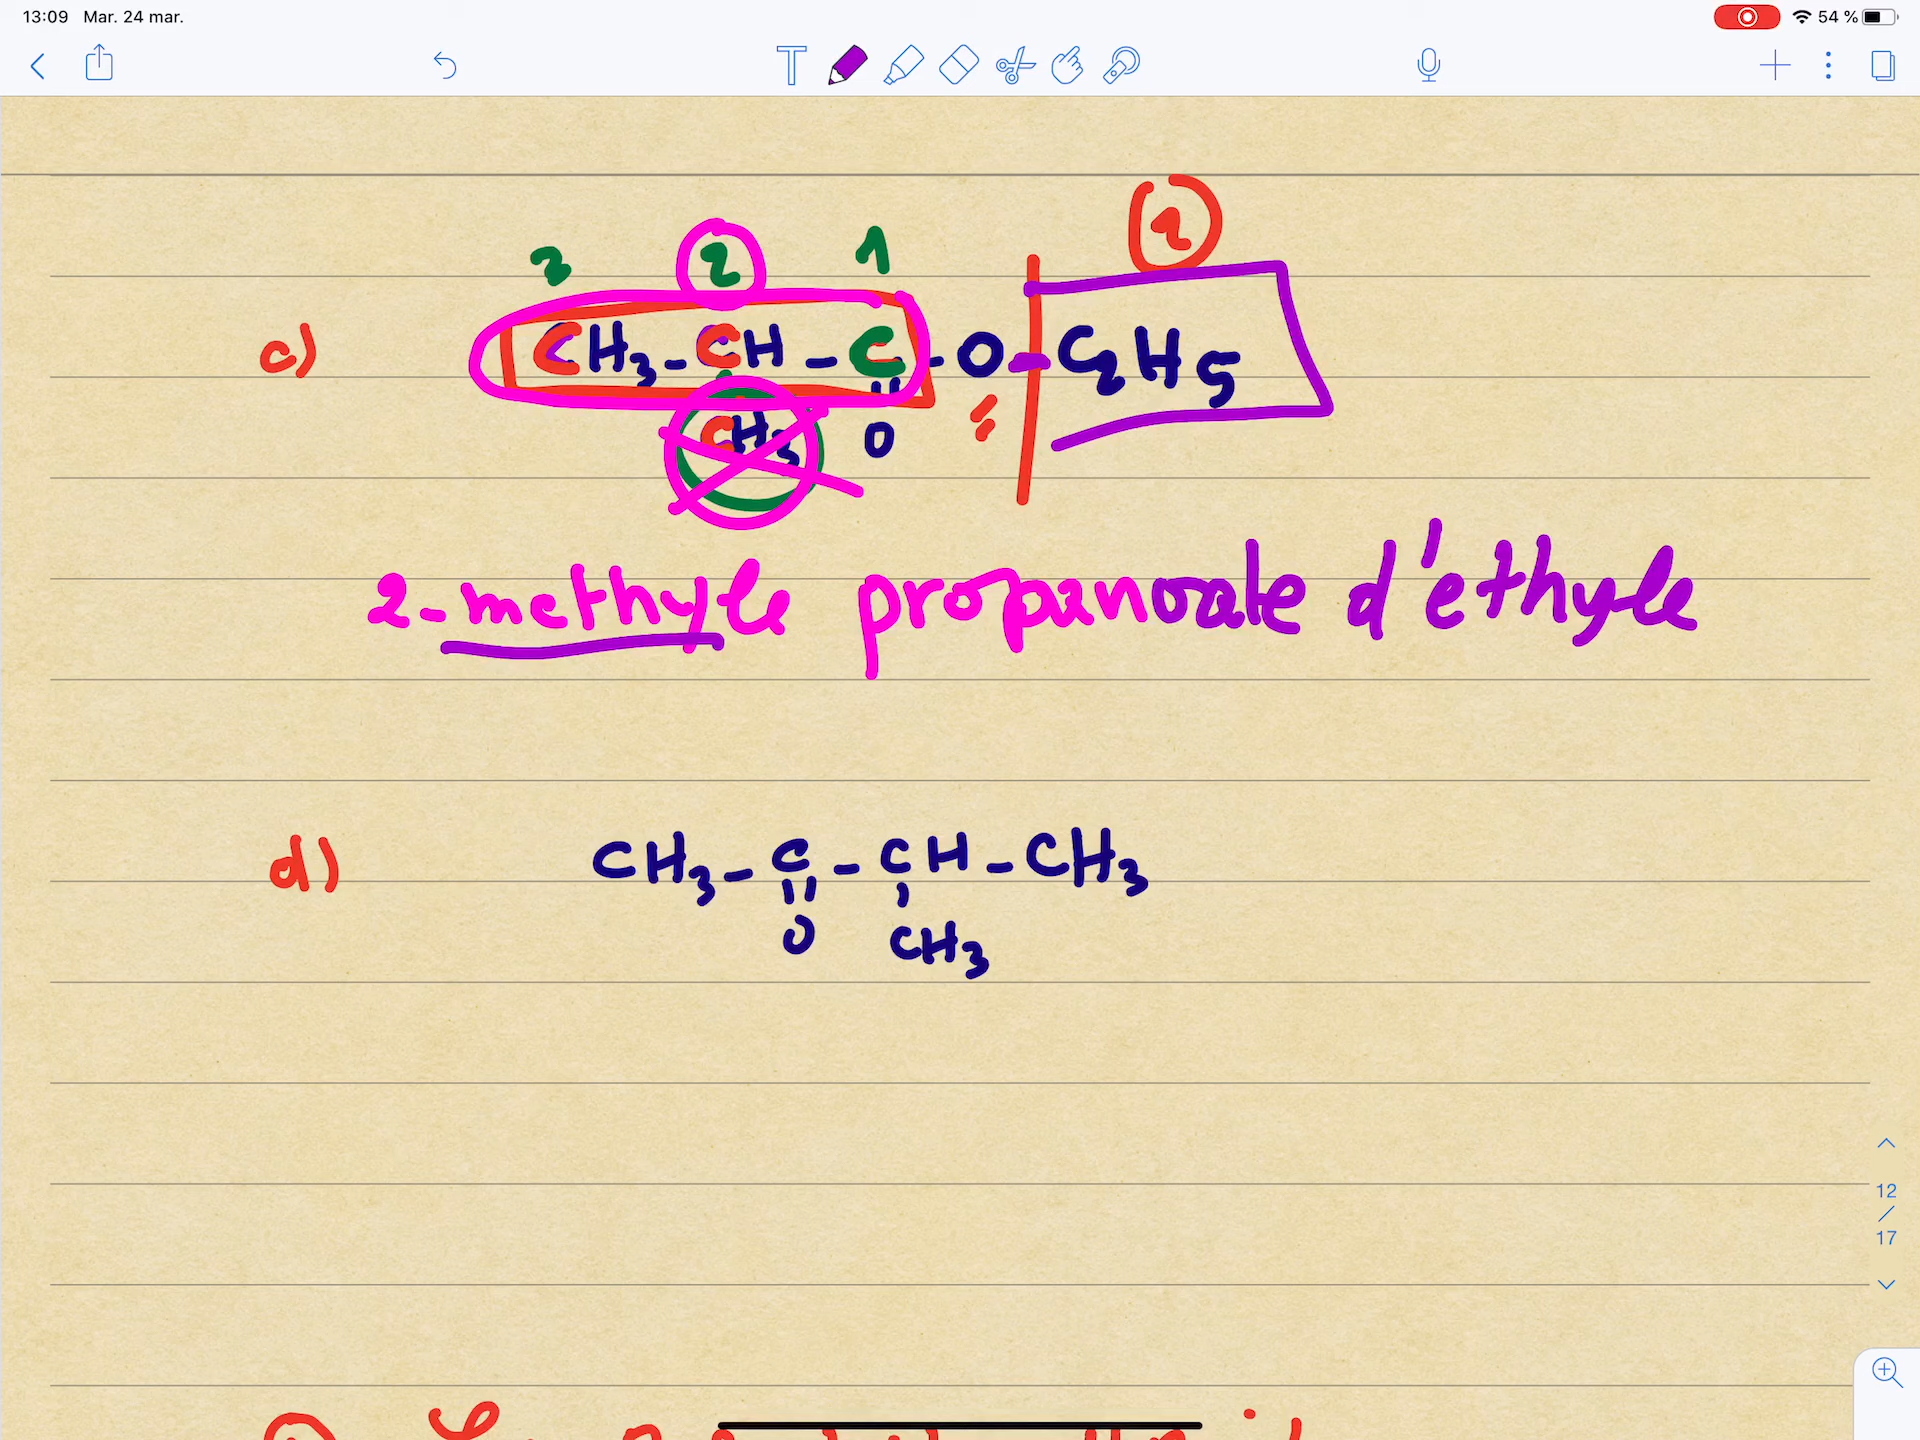 13:09 Mar. 24 mar. 54 %
T
2
3 2 1
c) CH3-CH-C-O-C2H5
CH3 O
2-methyle propanoate d'éthyle
d) CH3-C-CH-CH3
O CH3
12
/
17